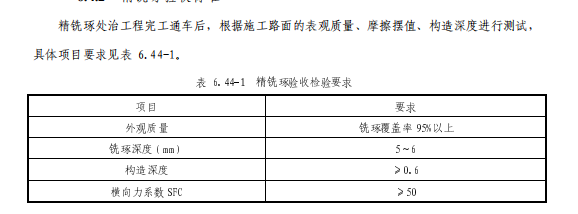 精铣琢处治工程完工通车后，根据施工路面的表观质量、摩擦摆值、构造深度进行测试，
具体项目要求见表 6.44-1。
表 6.44-1 精铣琢验收检验要求
项目 要求
外观质量 铣琢覆盖率 95%以上
铣琢深度（mm） 5～6
构造深度 ≥0.6
横向力系数 SFC ≥50